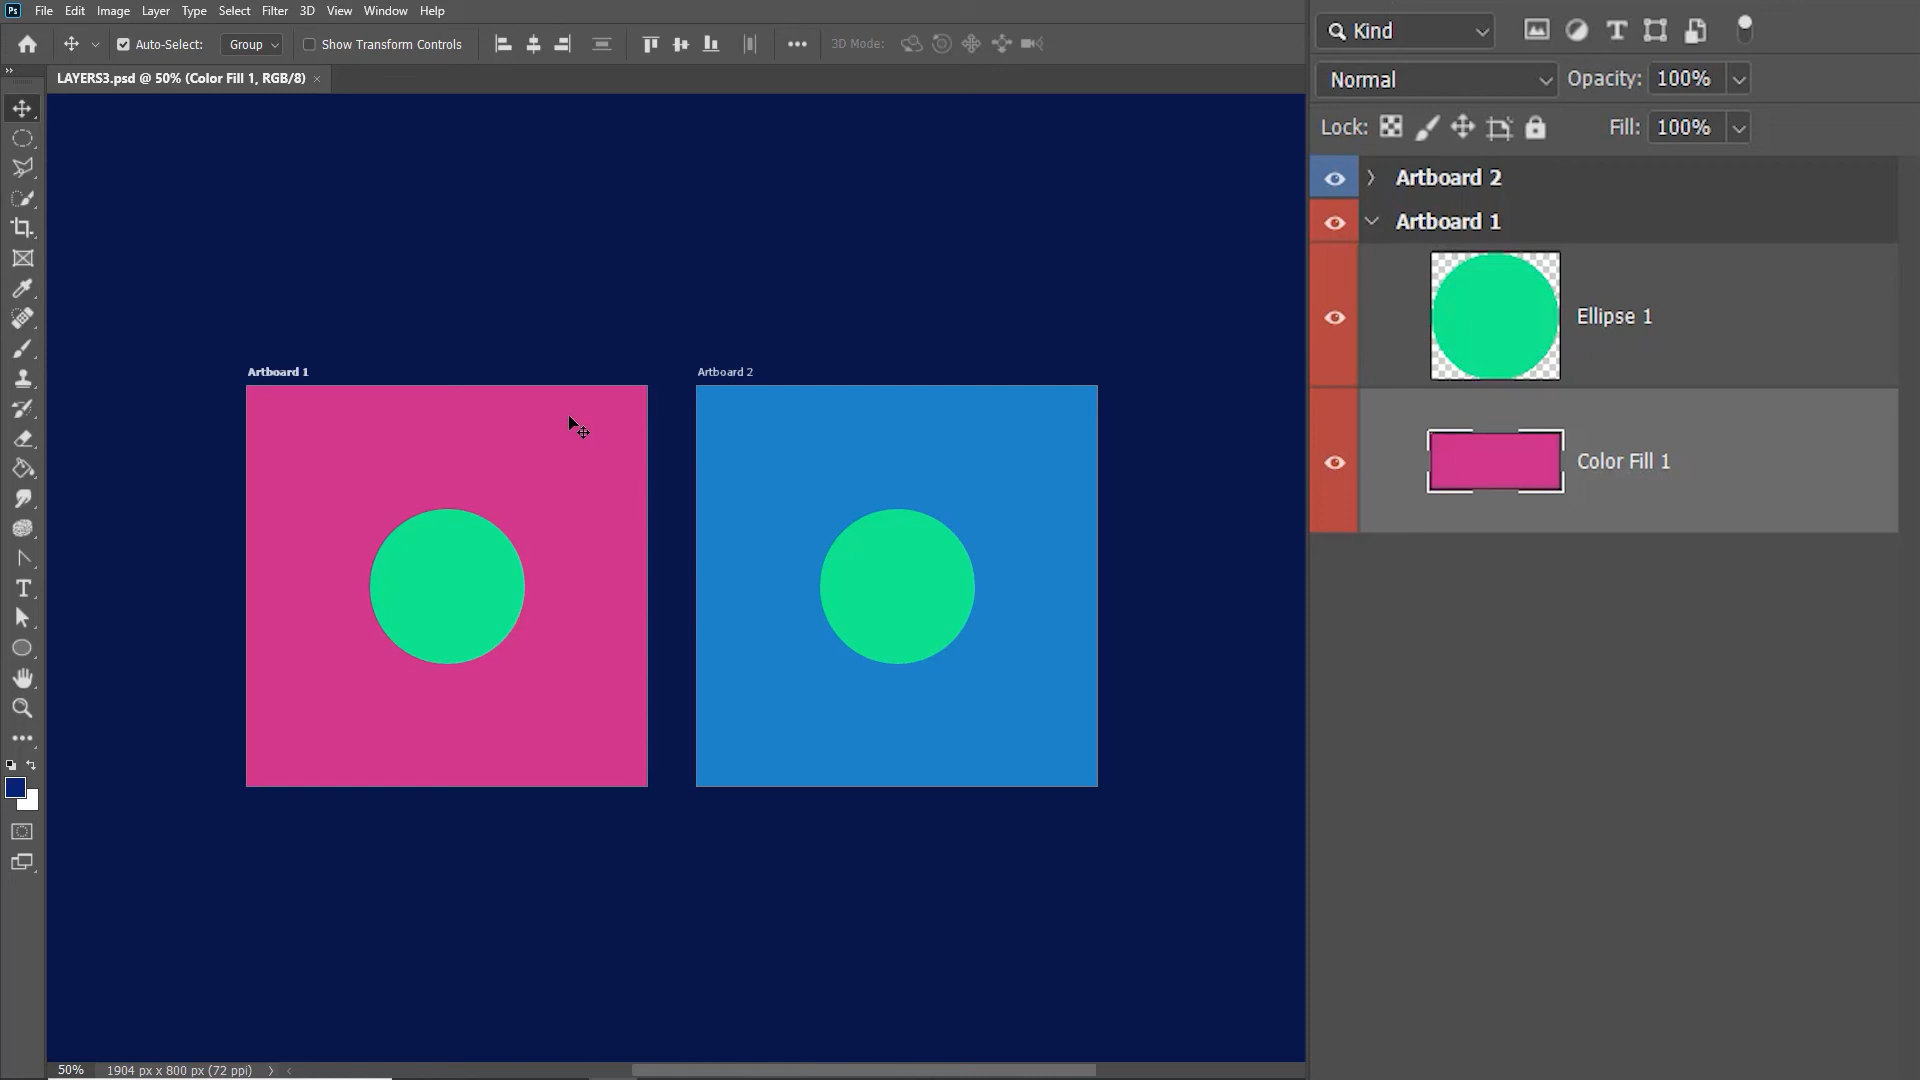 Ps File Edit Image Layer Type Select Filter 3D View Window Help
Auto-Select: Group Show Transform Controls 3D Mode:
LAYERS3.psd @ 50% (Color Fill 1, RGB/8) ×
Artboard 1
Artboard 2
50% 1904 px x 800 px (72 ppi)
Kind
Normal Opacity: 100%
Lock: Fill: 100%
Artboard 2
Artboard 1
Ellipse 1
Color Fill 1